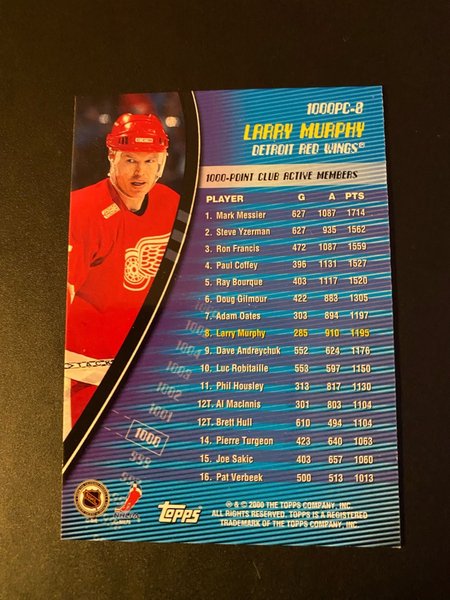 1000PC-8
LARRY MURPHY
DETROIT RED WINGS®
1000-POINT CLUB ACTIVE MEMBERS
PLAYER G A PTS
1. Mark Messier 627 1087 1714
2. Steve Yzerman 627 935 1562
3. Ron Francis 472 1087 1559
4. Paul Coffey 396 1131 1527
5. Ray Bourque 403 1117 1520
6. Doug Gilmour 422 883 1305
7. Adam Oates 303 894 1197
8. Larry Murphy 285 910 1195
9. Dave Andreychuk 552 624 1176
10. Luc Robitaille 553 597 1150
11. Phil Housley 313 817 1130
12T. Al MacInnis 301 803 1104
12T. Brett Hull 610 494 1104
14. Pierre Turgeon 423 640 1063
15. Joe Sakic 403 657 1060
16. Pat Verbeek 500 513 1013
1003
1002
1001
1000
999
NHL
NHLPA
Topps
® & © 2000 THE TOPPS COMPANY, INC.
ALL RIGHTS RESERVED. TOPPS IS A REGISTERED
TRADEMARK OF THE TOPPS COMPANY, INC.